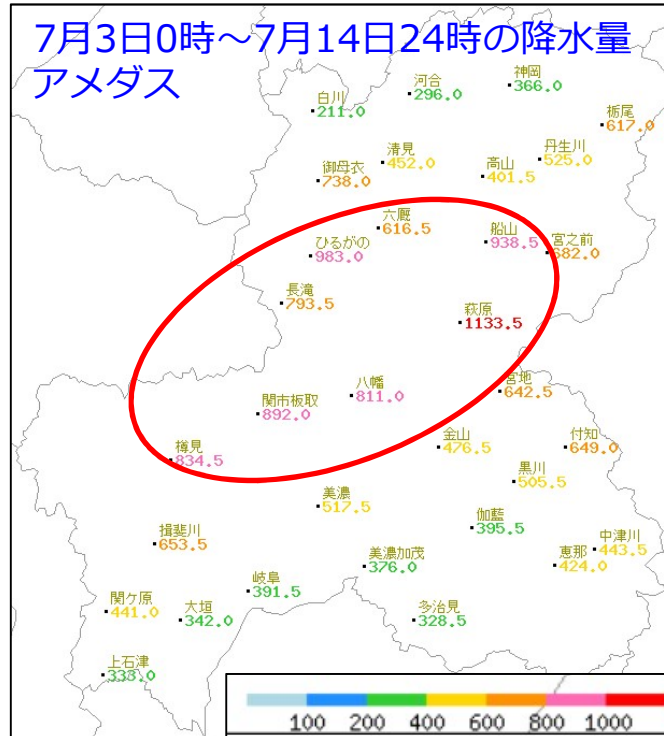 7月3日0時～7月14日24時の降水量
アメダス
神岡
366.0
河合
296.0
白川
211.0
栃尾
617.0
丹生川
525.0
清見
452.0
高山
401.5
御母衣
738.0
六厩
616.5
船山
938.5
ひるがの
983.0
宮之前
682.0
長滝
793.5
萩原
1133.5
宮地
642.5
八幡
811.0
関市板取
892.0
樽見
834.5
金山
476.5
付知
649.0
黒川
505.5
美濃
517.5
伽藍
395.5
揖斐川
653.5
中津川
443.5
恵那
424.0
美濃加茂
376.0
岐阜
391.5
関ケ原
441.0
大垣
342.0
多治見
328.5
上石津
333.0
100 200 400 600 800 1000